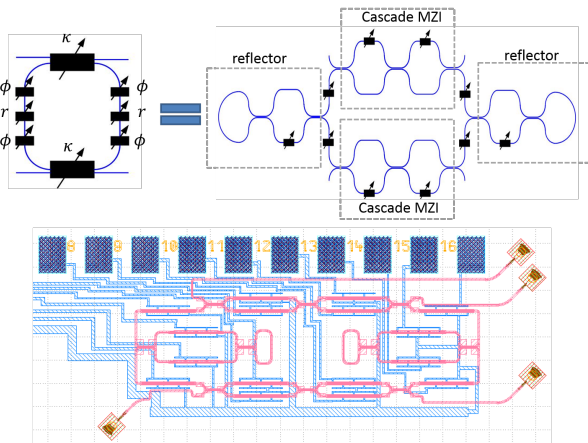 κ
ϕ
ϕ
r
r
ϕ
ϕ
κ
Cascade MZI
reflector
reflector
Cascade MZI
8
9
10
11
12
13
14
15
16